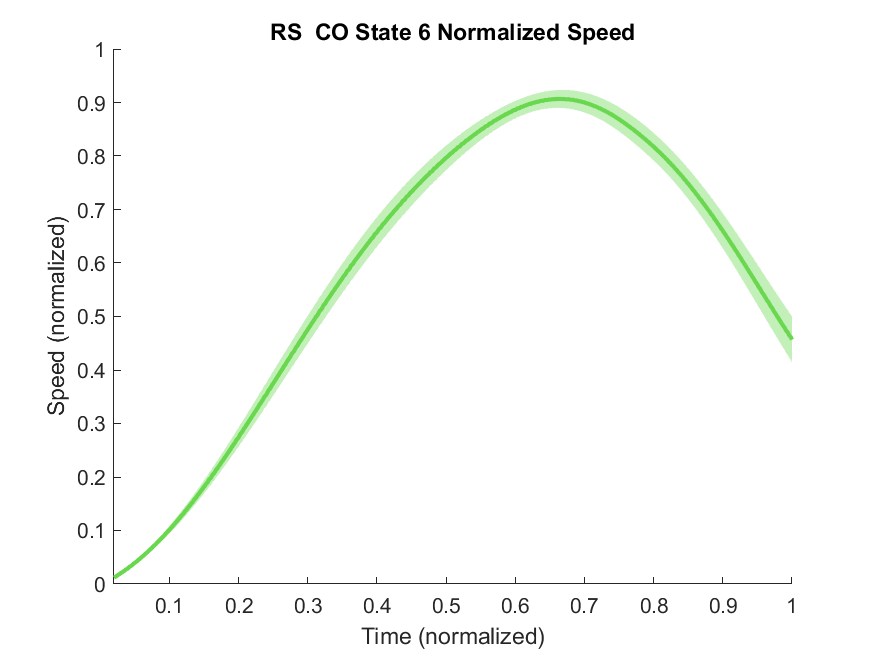 RS  CO State 6 Normalized Speed
1
0.9
0.8
0.7
0.6
0.5
0.4
0.3
0.2
0.1
0
Speed (normalized)
0.1 0.2 0.3 0.4 0.5 0.6 0.7 0.8 0.9 1
Time (normalized)